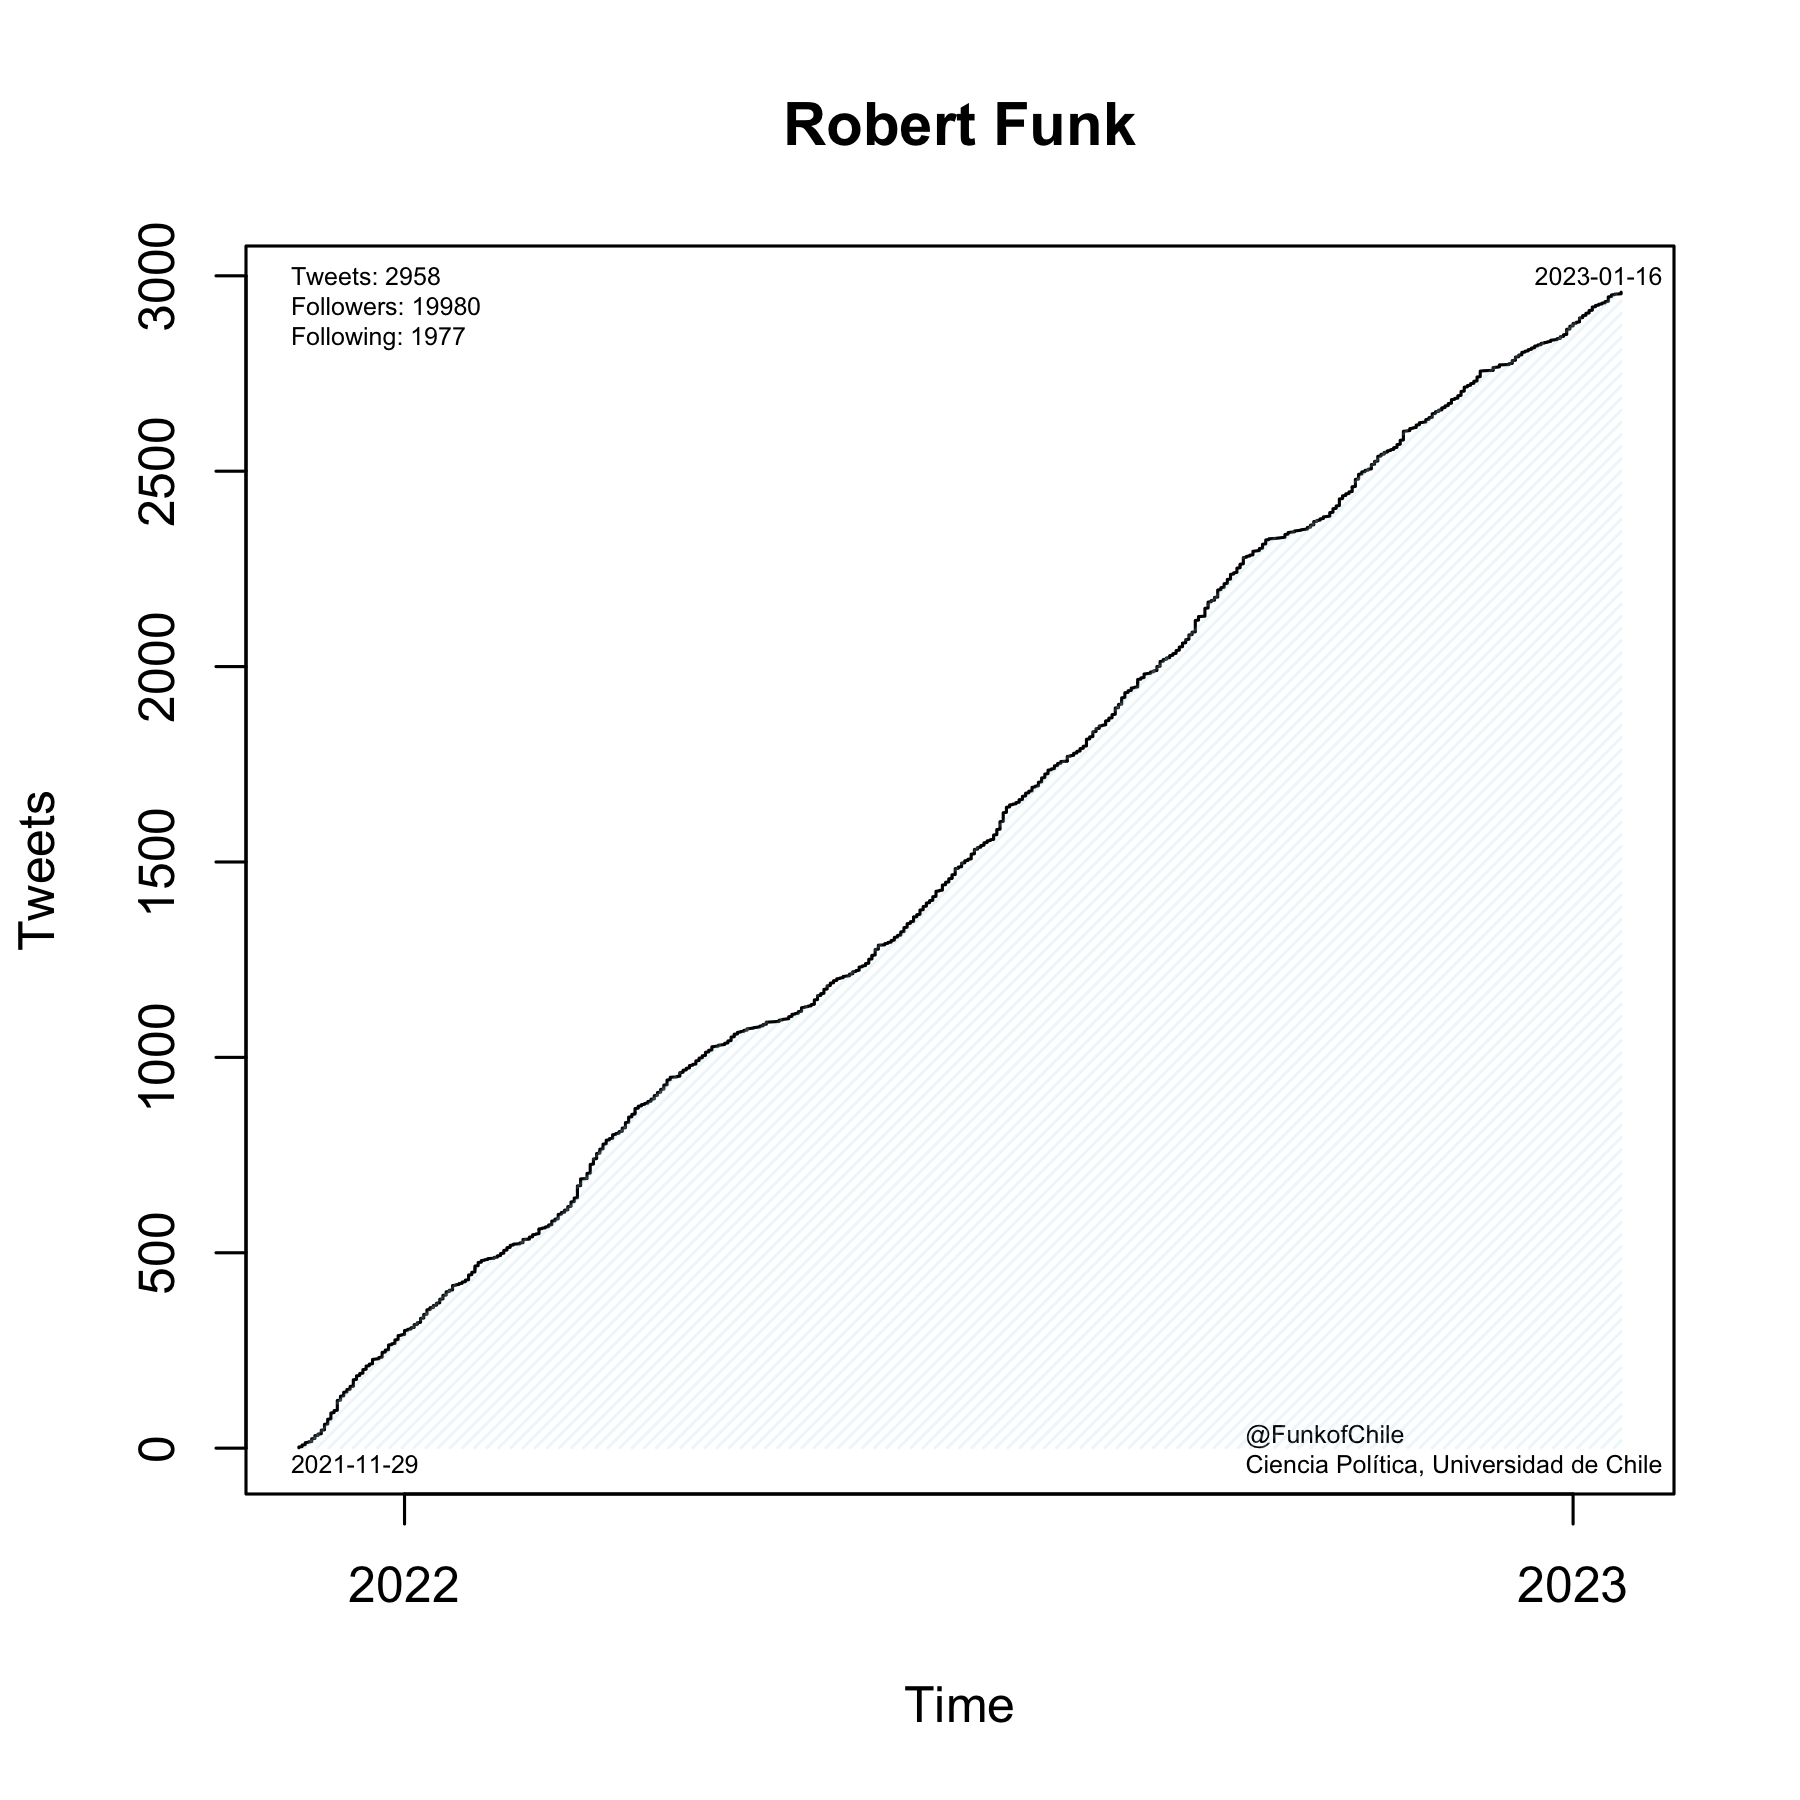 Robert Funk
Tweets: 2958
Followers: 19980
Following: 1977
2023-01-16
3000
2500
2000
1500
1000
500
0
Tweets
@FunkofChile
Ciencia Política, Universidad de Chile
2021-11-29
2022
2023
Time